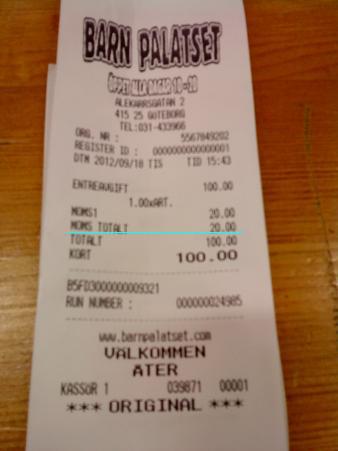 BARN PALATSET
ÖPPET ALLA DAGAR 10-20
ALEKARRSGATAN 2
415 25 GOTEBORG
TEL:031-433966
ORG. NR : 5567849202
REGISTER ID : 0000000000000001
DTM 2012/09/18 TIS TID 15:43
ENTREAVGIFT 100.00
1.00xART.
MOMS1 20.00
MOMS TOTALT 20.00
TOTALT 100.00
KORT 100.00
B5FD3000000009321
RUN NUMBER : 000000024985
www.barnpalatset.com
VALKOMMEN
ATER
KASSOR 1 039871 00001
*** ORIGINAL ***